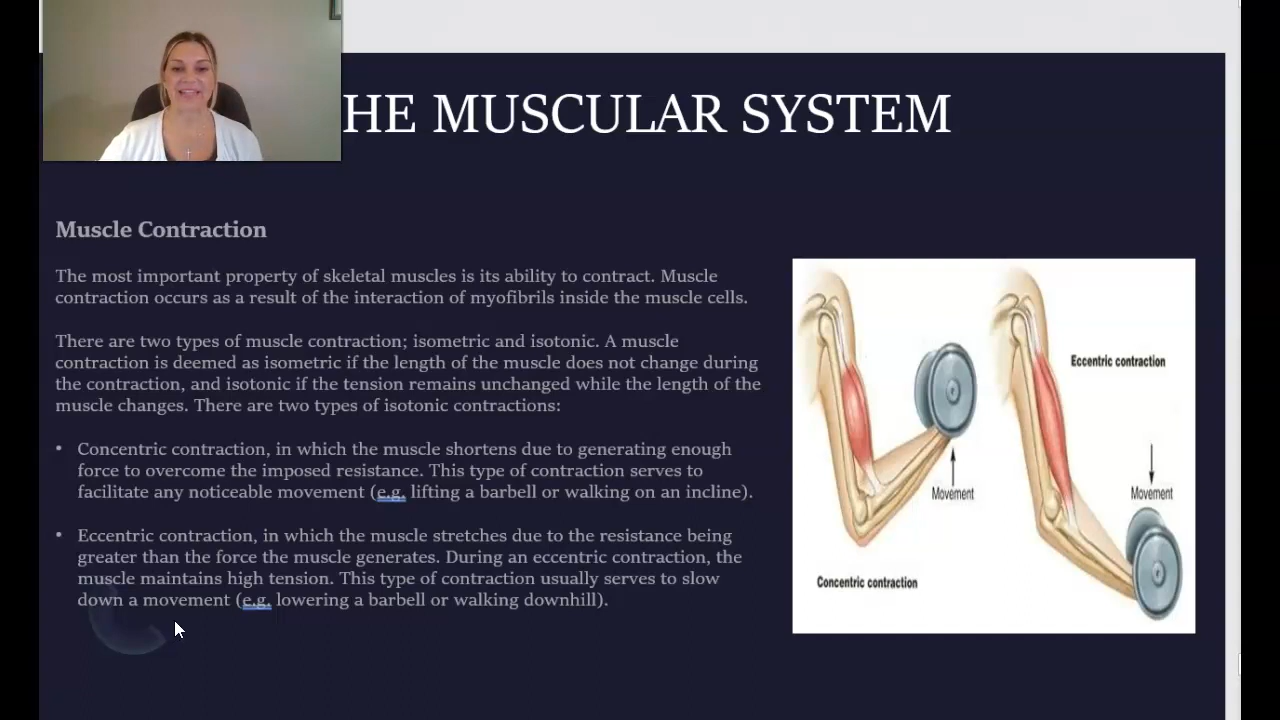 HE MUSCULAR SYSTEM
Muscle Contraction
The most important property of skeletal muscles is its ability to contract. Muscle
contraction occurs as a result of the interaction of myofibrils inside the muscle cells.
There are two types of muscle contraction; isometric and isotonic. A muscle
contraction is deemed as isometric if the length of the muscle does not change during
the contraction, and isotonic if the tension remains unchanged while the length of the
muscle changes. There are two types of isotonic contractions:
• Concentric contraction, in which the muscle shortens due to generating enough
force to overcome the imposed resistance. This type of contraction serves to
facilitate any noticeable movement (e.g. lifting a barbell or walking on an incline).
• Eccentric contraction, in which the muscle stretches due to the resistance being
greater than the force the muscle generates. During an eccentric contraction, the
muscle maintains high tension. This type of contraction usually serves to slow
down a movement (e.g. lowering a barbell or walking downhill).
Eccentric contraction
Movement
Movement
Concentric contraction